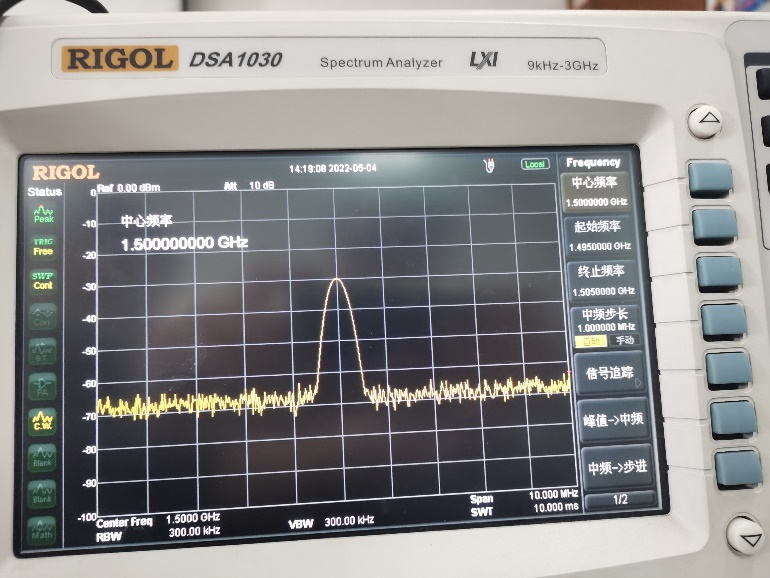 RIGOL DSA1030 Spectrum Analyzer LXI 9kHz-3GHz
RIGOL 14:19:08 2022-05-04 Local Frequency
Status Ref 0.00 dBm Att 10 dB
中心频率
1.5000000 GHz
起始频率
1.4950000 GHz
终止频率
1.5050000 GHz
中频步长
1.000000 MHz
自动 手动
信号追踪
峰值->中频
中频->步进
1/2
中心频率
1.500000000 GHz
0
-10
-20
-30
-40
-50
-60
-70
-80
-90
-100
Peak
TRIG
Free
SWP
Cont
PA
C.W.
Blank
Blank
Math
Center Freq 1.5000 GHz Span 10.000 MHz
RBW 300.00 kHz VBW 300.00 kHz SWT 10.000 ms